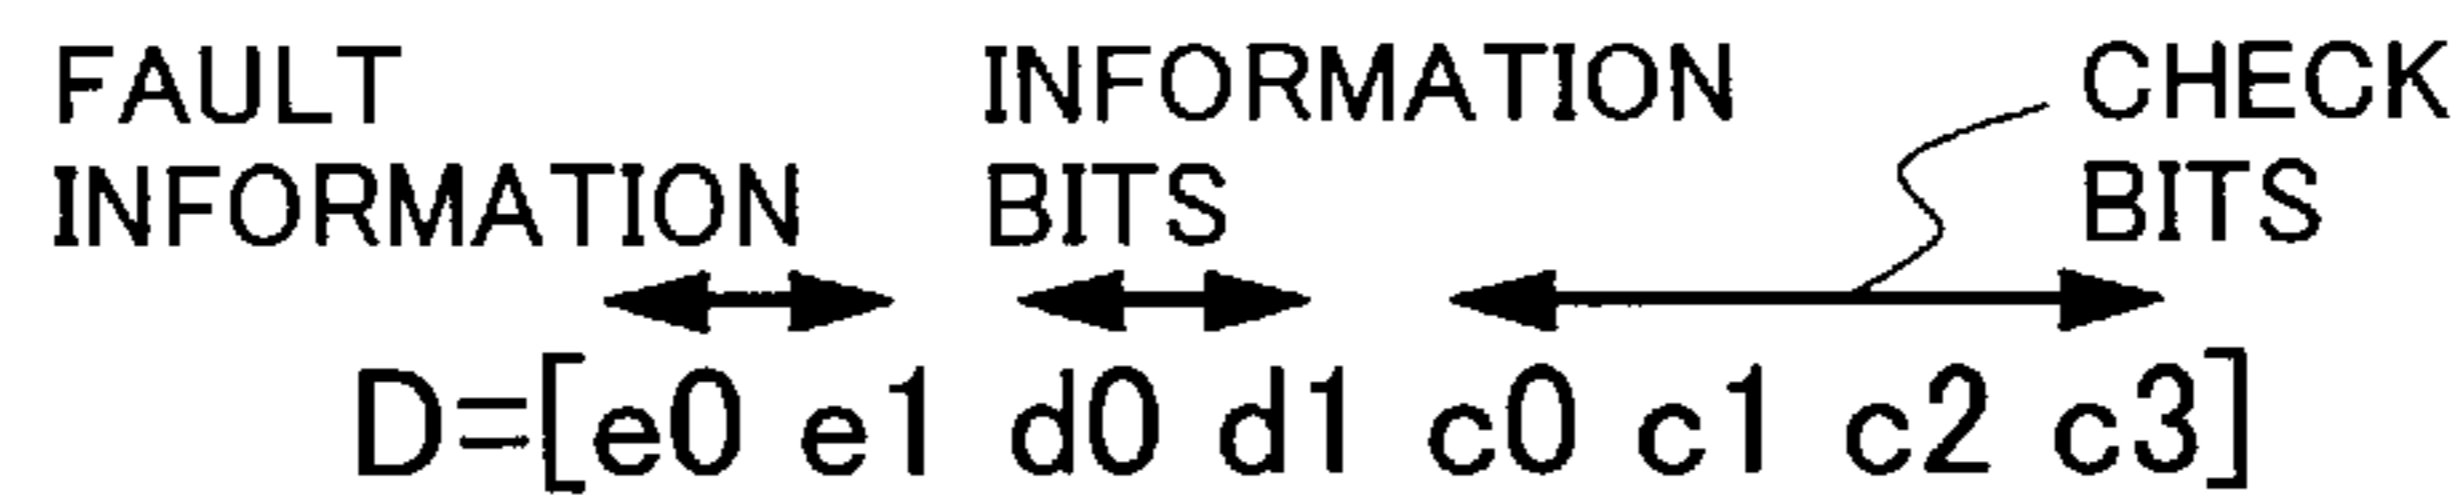 FAULT
INFORMATION
INFORMATION
BITS
CHECK
BITS
D=[e0 e1 d0 d1 c0 c1 c2 c3]